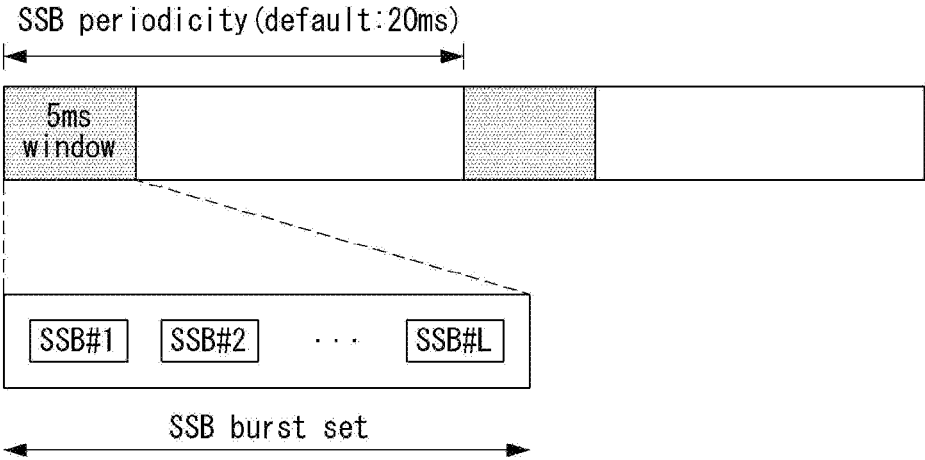 SSB periodicity(default:20ms)
5ms
window
SSB#1 SSB#2 ··· SSB#L
SSB burst set